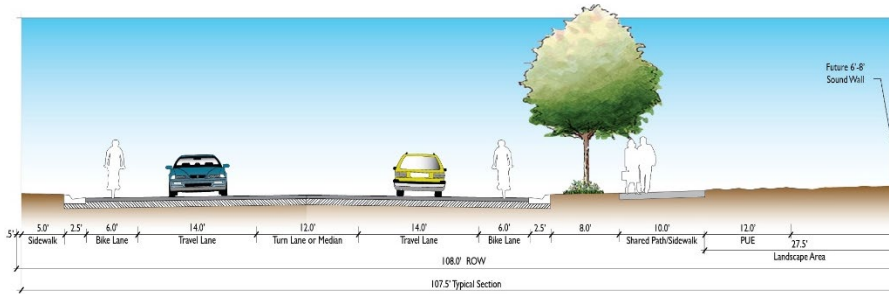 Future 6'-8'
Sound Wall
5.0' 2.5' 6.0' 14.0' 12.0' 14.0' 6.0' 2.5' 8.0' 10.0' 12.0'
.5' Sidewalk Bike Lane Travel Lane Turn Lane or Median Travel Lane Bike Lane Shared Path/Sidewalk PUE
27.5'
Landscape Area
108.0' ROW
107.5' Typical Section